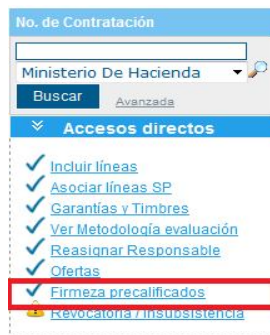 No. de Contratación
Ministerio De Hacienda
Buscar Avanzada
Accesos directos
Incluir líneas
Asociar líneas SP
Garantías y Timbres
Ver Metodología evaluación
Reasignar Responsable
Ofertas
Firmeza precalificados
Revocatoria / Insubsistencia